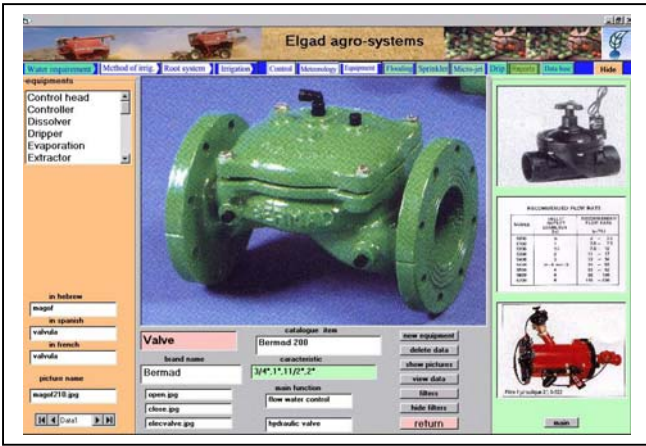 Elgad agro-systems
Water requirement Method of irrig. Root system Irrigation Control Meteorology Equipment Flooding Sprinkler Micro-jet Drip Reports Data base Hide
equipments
Control head
Controller
Dissolver
Dripper
Evaporation
Extractor
in hebrew
magof
in spanish
valvula
in french
valvula
picture name
magof210.jpg
Data1
BERMAD
Valve
brand name
Bermad
open.jpg
close.jpg
elecvalve.jpg
catalogue item
Bermad 200
caracteristic
3/4",1",11/2",2"
main function
flow water control
hydraulic valve
new equipment
delete data
show pictures
view data
filters
hide filters
return
RECOMMENDED FLOW RATE
main